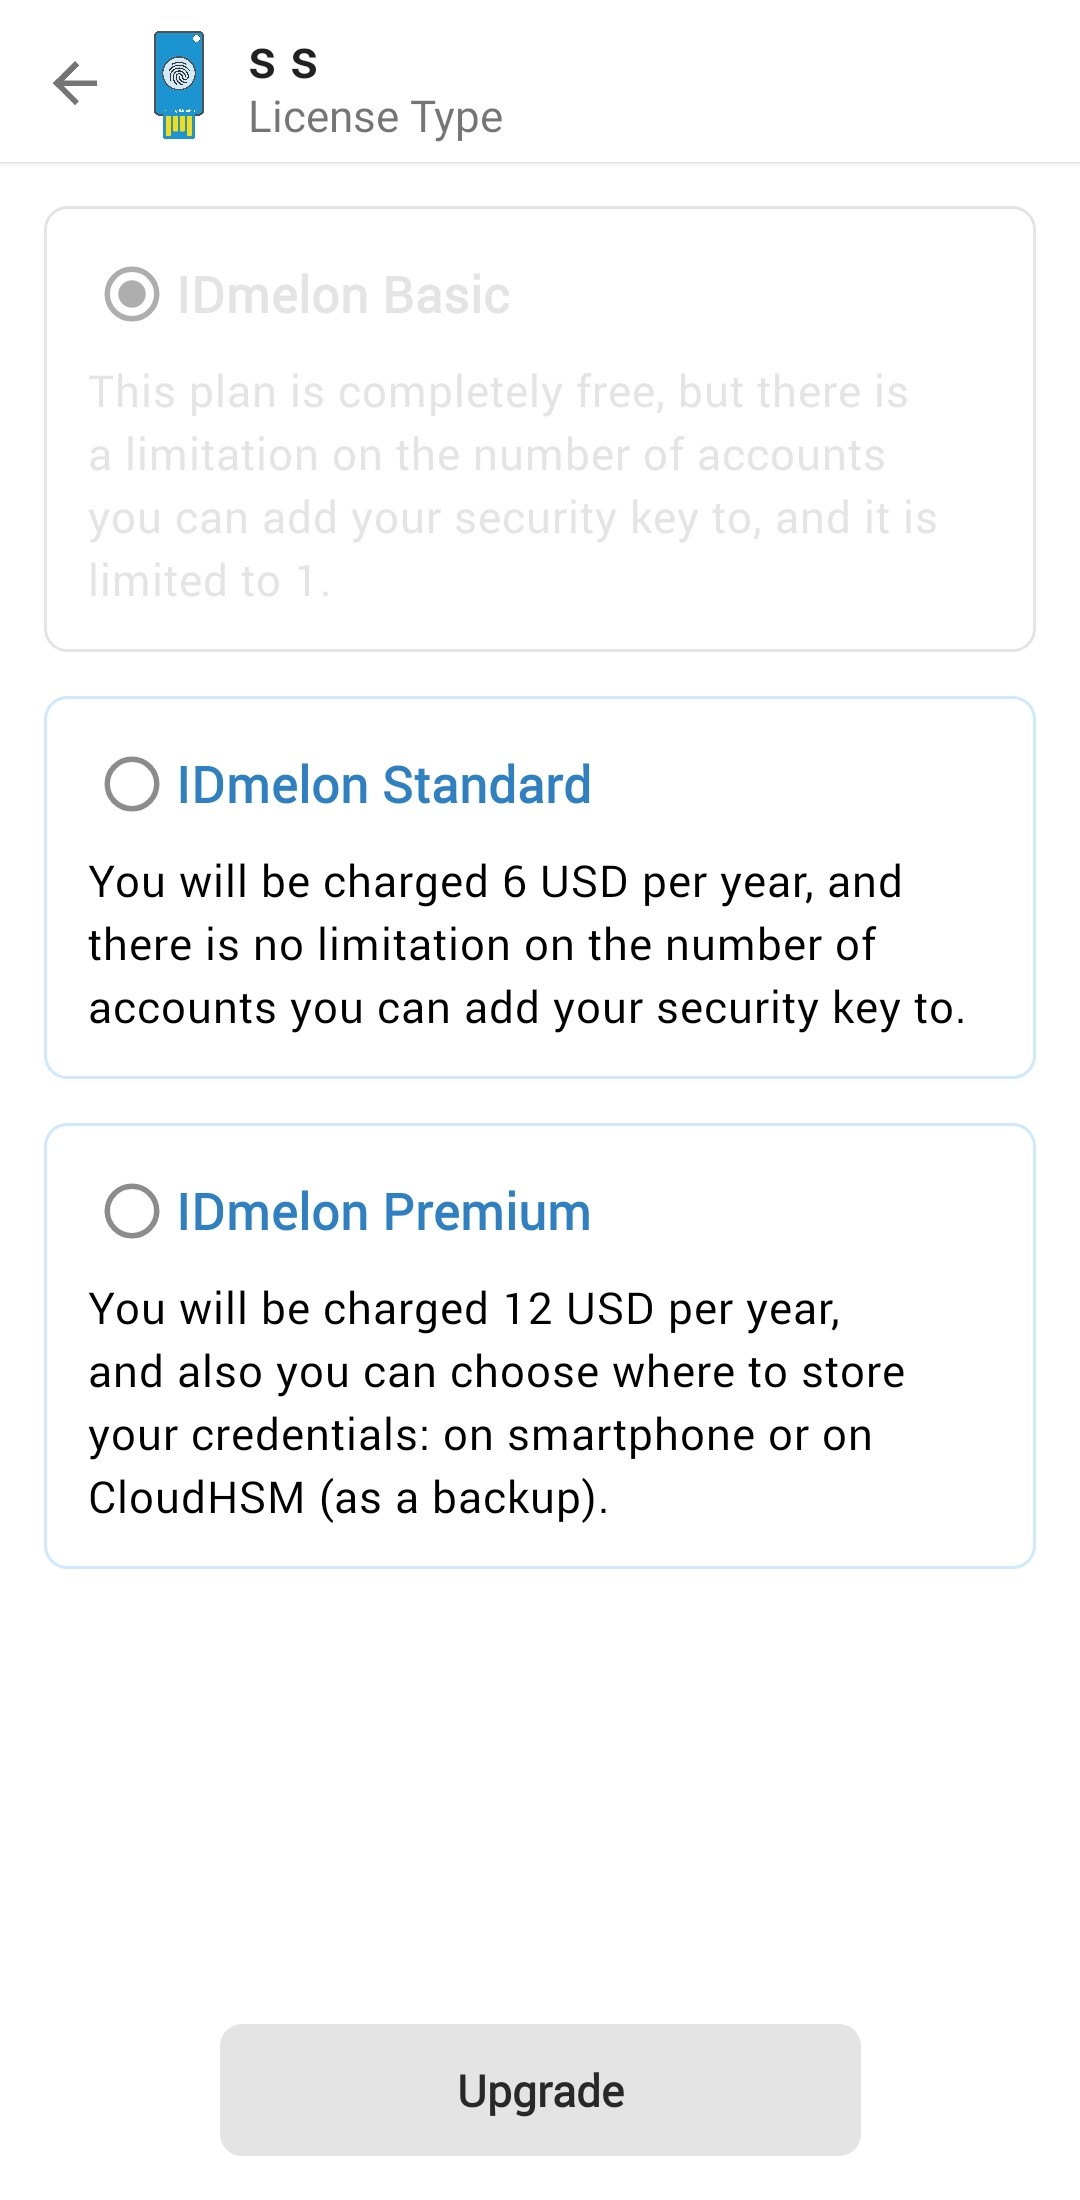 s s
License Type
IDmelon Basic
This plan is completely free, but there is
a limitation on the number of accounts
you can add your security key to, and it is
limited to 1.
IDmelon Standard
You will be charged 6 USD per year, and
there is no limitation on the number of
accounts you can add your security key to.
IDmelon Premium
You will be charged 12 USD per year,
and also you can choose where to store
your credentials: on smartphone or on
CloudHSM (as a backup).
Upgrade